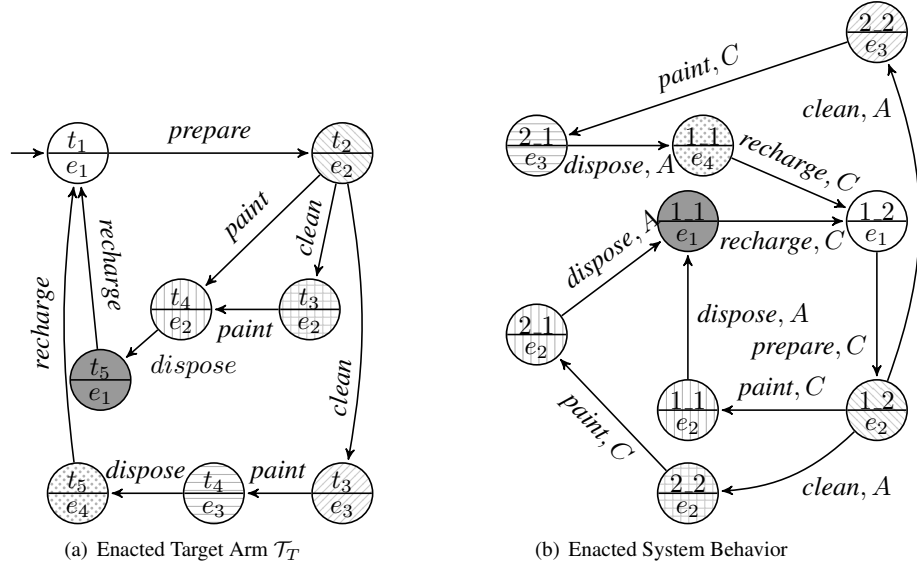 t1
e1
prepare
t2
e2
paint
clean
t4
e2
paint
t3
e2
recharge
recharge
t5
e1
dispose
clean
t5
e4
dispose
t4
e3
paint
t3
e3
(a) Enacted Target Arm 𝒯T
2_2
e3
paint, C
clean, A
2_1
e3
dispose, A
1_1
e4
recharge, C
1_1
e1
recharge, C
1_2
e1
dispose, A
2_1
e2
dispose, A
prepare, C
paint, C
1_1
e2
paint, C
1_2
e2
2_2
e2
clean, A
(b) Enacted System Behavior